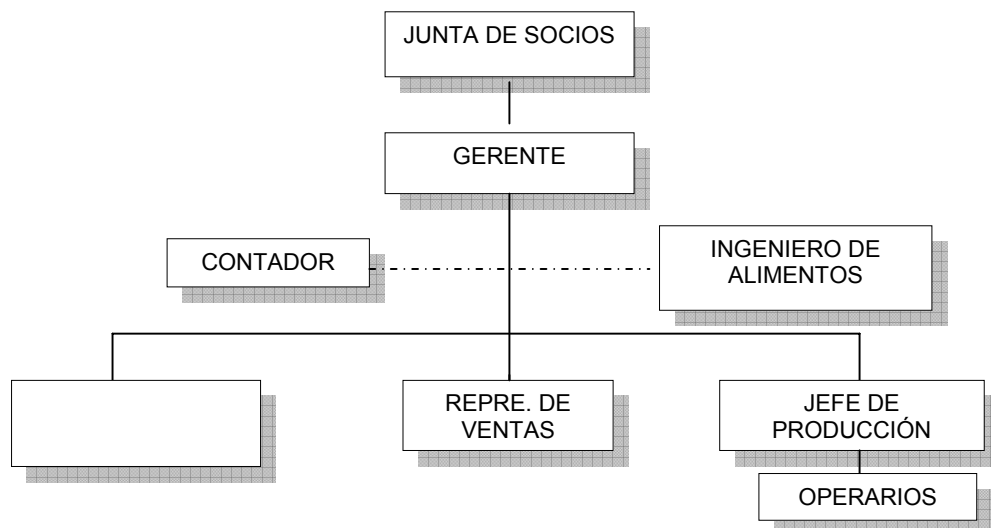 JUNTA DE SOCIOS
GERENTE
CONTADOR
INGENIERO DE
ALIMENTOS
REPRE. DE
VENTAS
JEFE DE
PRODUCCIÓN
OPERARIOS